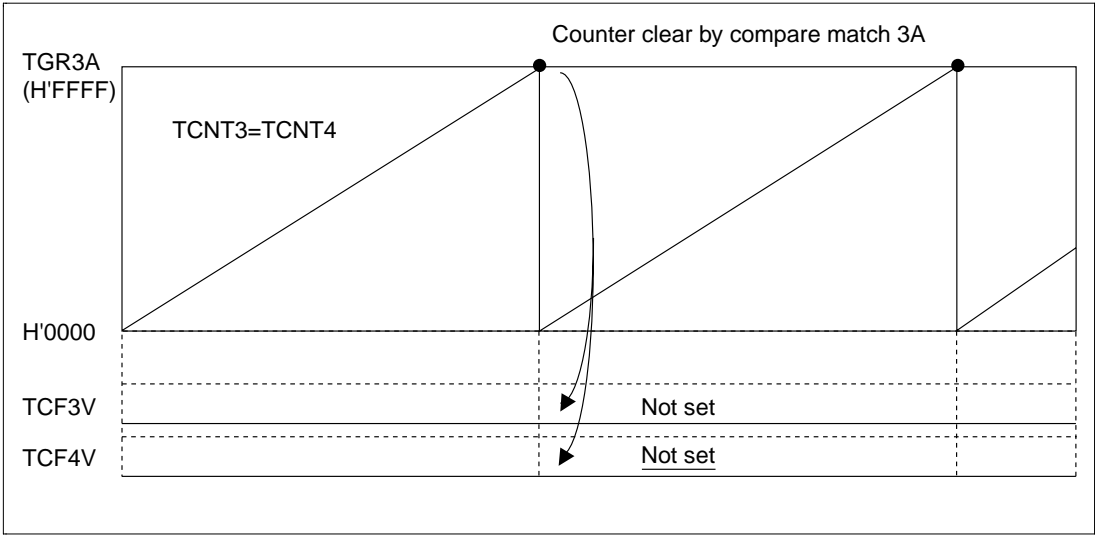 Counter clear by compare match 3A
TGR3A
(H'FFFF)
TCNT3=TCNT4
H'0000
TCF3V
Not set
TCF4V
Not set